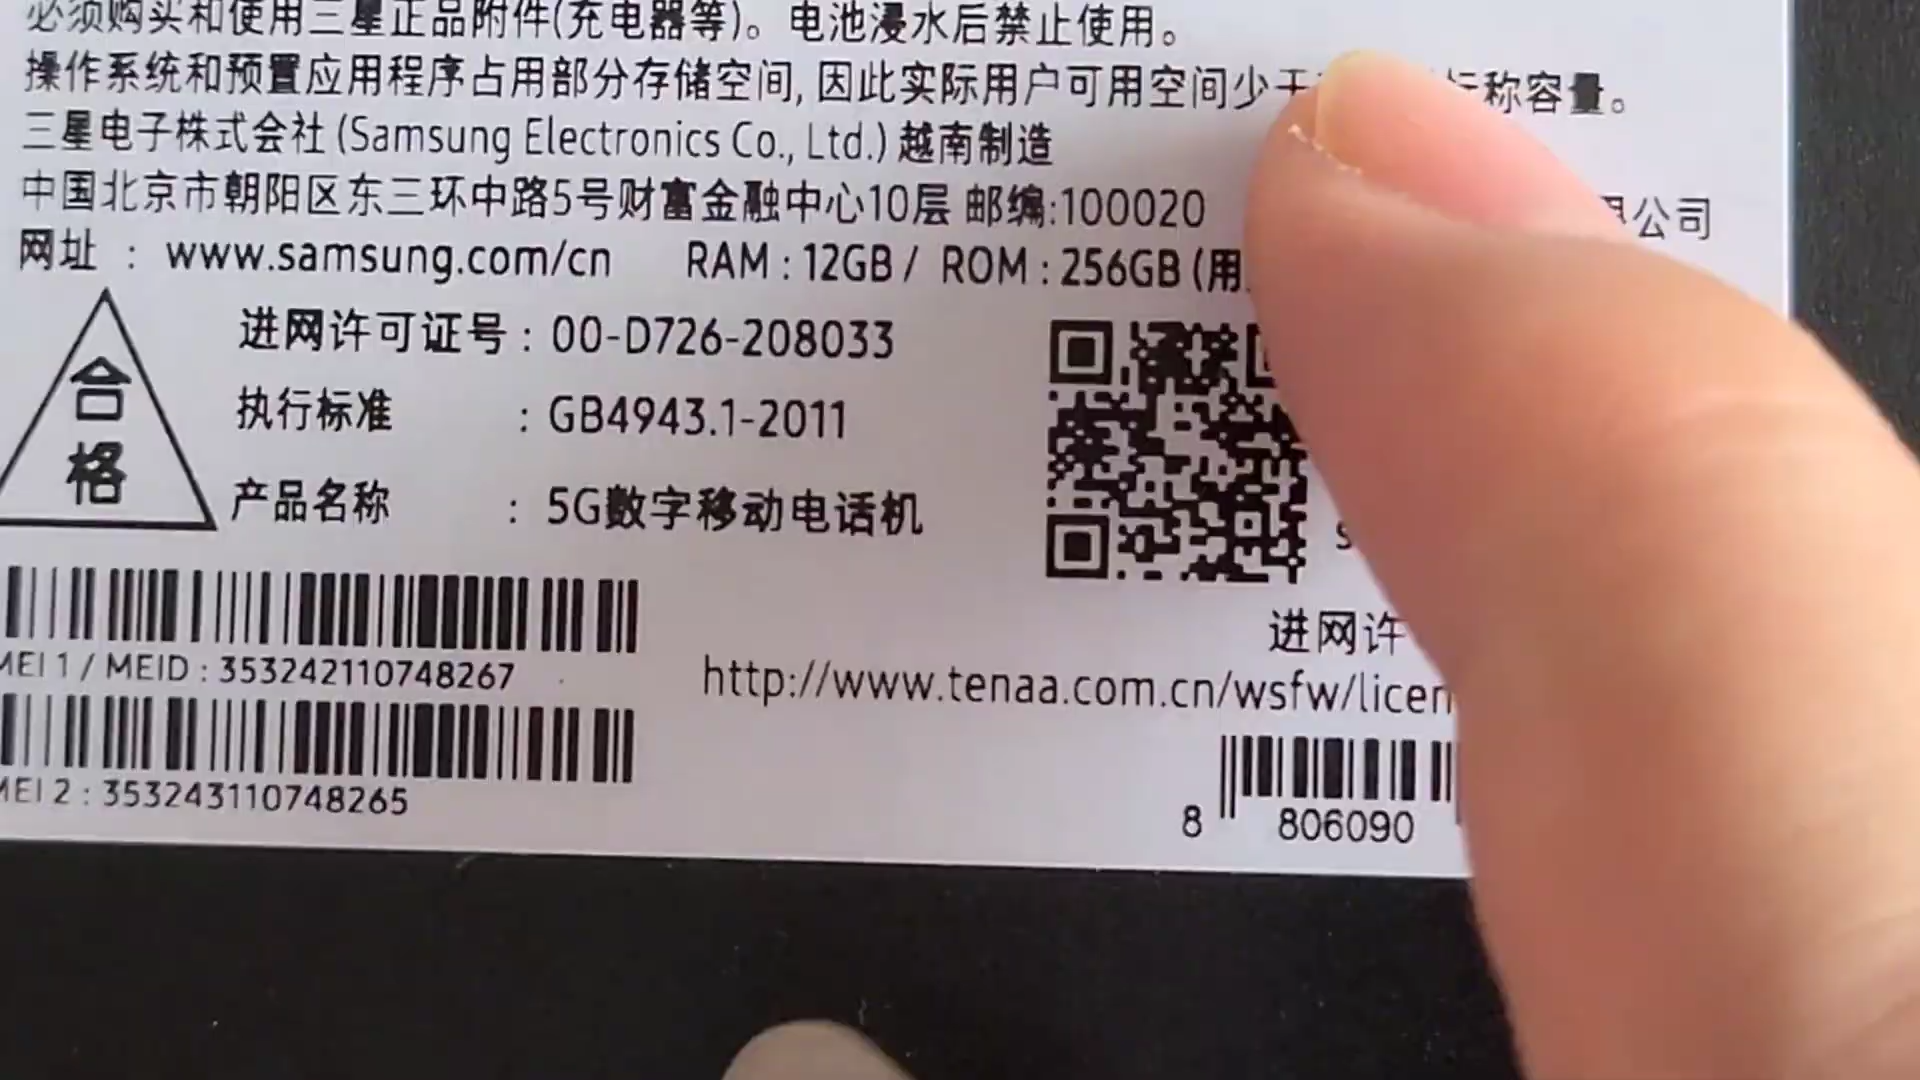 必须购买和使用三星正品附件(充电器等)。电池浸水后禁止使用。
操作系统和预置应用程序占用部分存储空间, 因此实际用户可用空间少于 标称容量。
三星电子株式会社 (Samsung Electronics Co., Ltd.) 越南制造
中国北京市朝阳区东三环中路5号财富金融中心10层 邮编:100020 公司
网址 : www.samsung.com/cn RAM : 12GB / ROM : 256GB (用
合格
进网许可证号 : 00-D726-208033
执行标准 : GB4943.1-2011
产品名称 : 5G数字移动电话机
MEI 1 / MEID : 353242110748267
MEI 2 : 353243110748265
进网许
http://www.tenaa.com.cn/wsfw/licen
8 806090